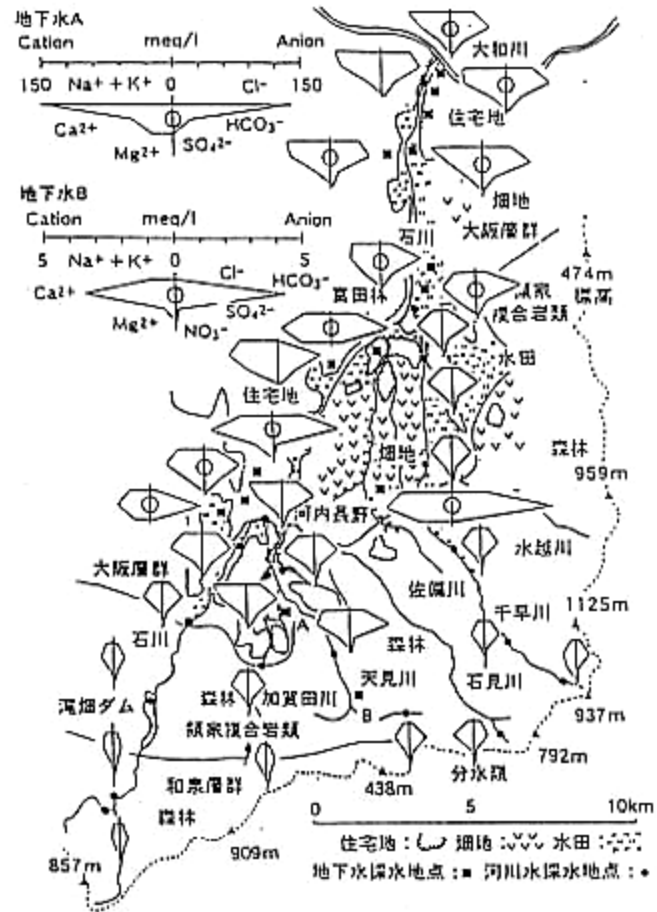 地下水A
Cation meq/l Anion
150 Na⁺+K⁺ 0 Cl⁻ 150
Ca²⁺ HCO₃⁻
Mg²⁺ SO₄²⁻
地下水B
Cation meq/l Anion
5 Na⁺+K⁺ 0 5
Cl⁻ HCO₃⁻
Ca²⁺ SO₄²⁻
Mg²⁺ NO₃⁻
大和川
住宅地
畑地
石川
大阪層群
474m
標高
富田林
領家
複合岩類
水田
住宅地
畑地
森林
959m
河内長野
水越川
大阪層群
佐備川
千早川
1125m
石川
A
森林
石見川
天見川
滝畑ダム
森林 加賀田川
B
937m
領家複合岩類
792m
分水嶺
和泉層群
438m
森林
0 5 10km
909m
857m
住宅地: 畑地: 水田:
地下水採水地点: 河川水採水地点: